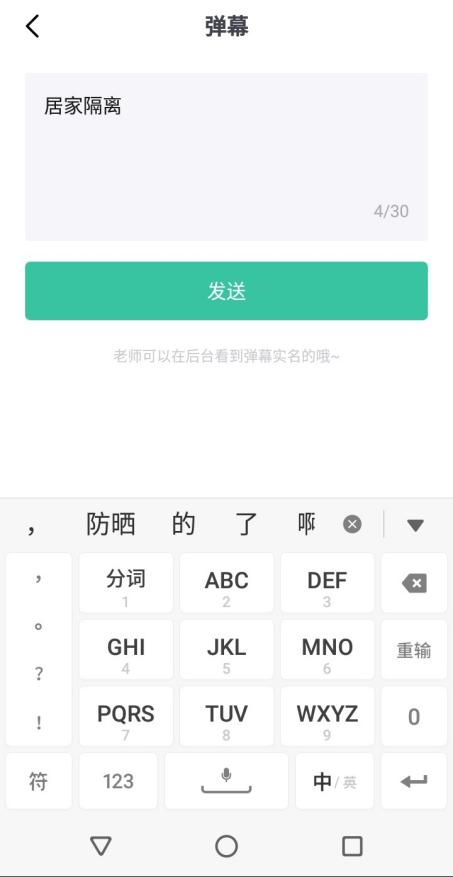 弹幕
居家隔离
4/30
发送
老师可以在后台看到弹幕实名的哦~
， 防晒 的 了 啊
， 分词 ABC DEF
1 2 3
。 GHI JKL MNO 重输
4 5 6
？ PQRS TUV WXYZ 0
！ 7 8 9
符 123 中/英